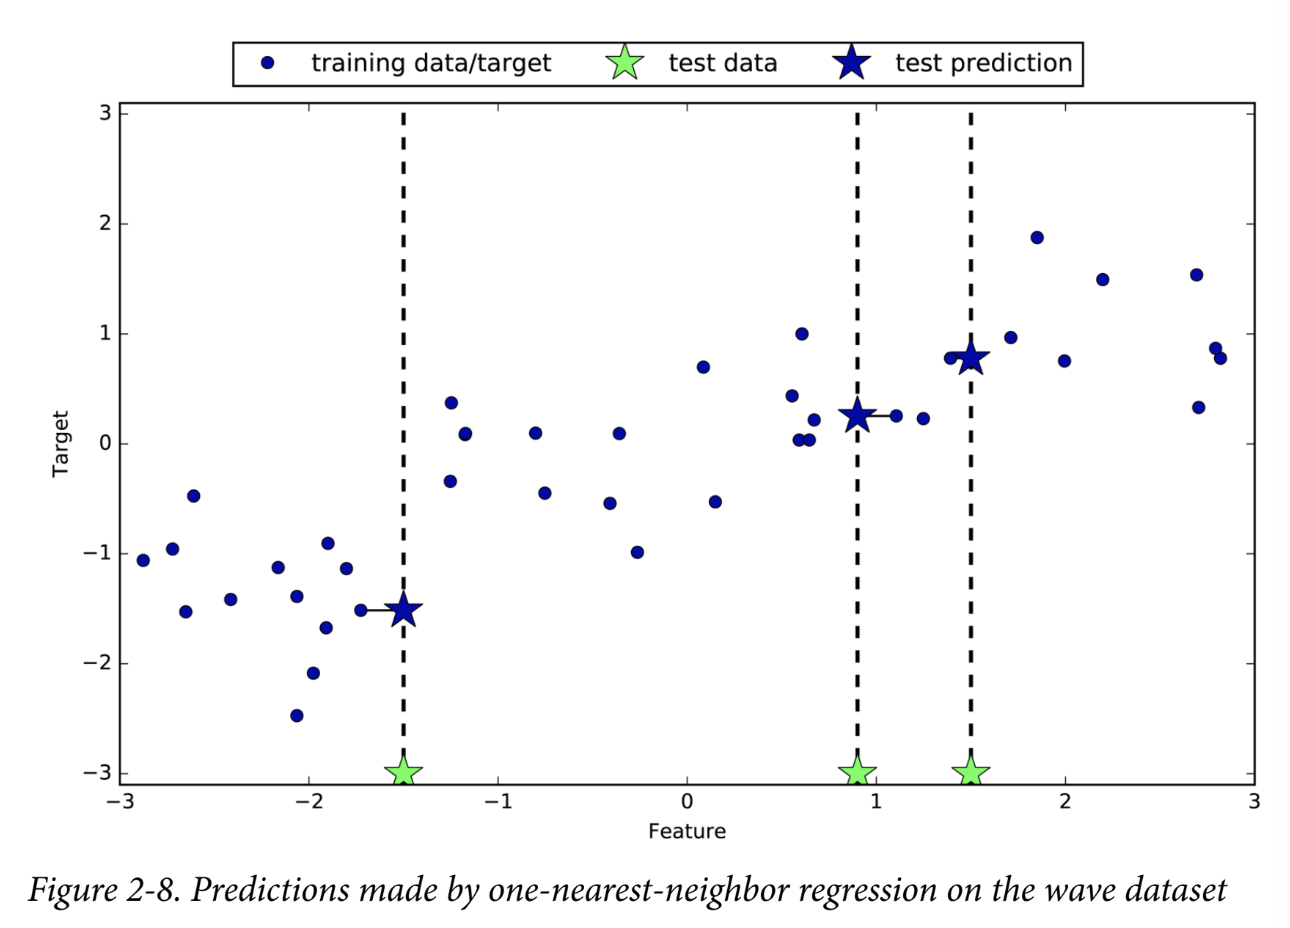 training data/target test data test prediction
3
2
1
0
−1
−2
−3
Target
−3 −2 −1 0 1 2 3
Feature
Figure 2-8. Predictions made by one-nearest-neighbor regression on the wave dataset